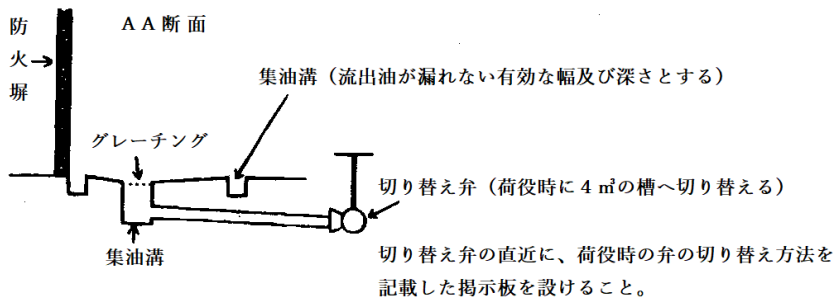 ＡＡ断面
防火塀
集油溝（流出油が漏れない有効な幅及び深さとする）
グレーチング
切り替え弁（荷役時に４㎥の槽へ切り替える）
集油溝
切り替え弁の直近に、荷役時の弁の切り替え方法を
記載した掲示板を設けること。